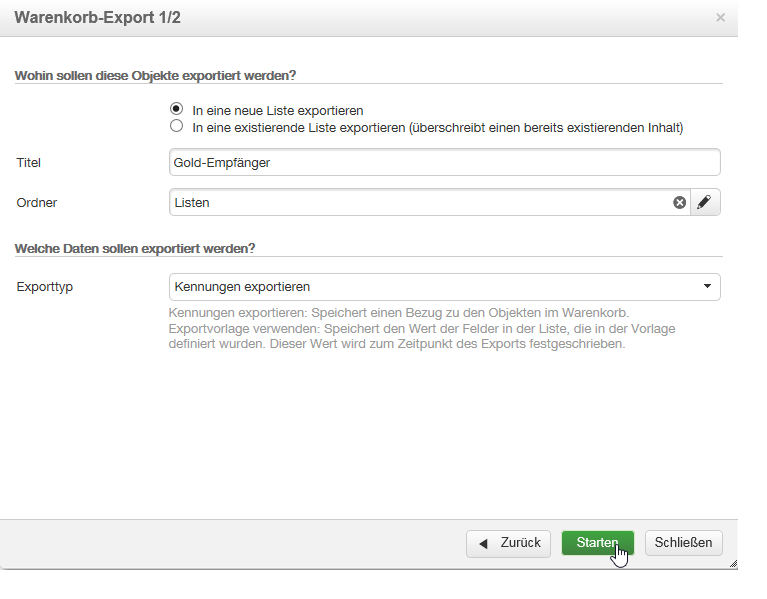 Warenkorb-Export 1/2
×
Wohin sollen diese Objekte exportiert werden?
In eine neue Liste exportieren
In eine existierende Liste exportieren (überschreibt einen bereits existierenden Inhalt)
Titel Gold-Empfänger
Ordner Listen
Welche Daten sollen exportiert werden?
Exporttyp Kennungen exportieren
Kennungen exportieren: Speichert einen Bezug zu den Objekten im Warenkorb.
Exportvorlage verwenden: Speichert den Wert der Felder in der Liste, die in der Vorlage
definiert wurden. Dieser Wert wird zum Zeitpunkt des Exports festgeschrieben.
Zurück Starten Schließen